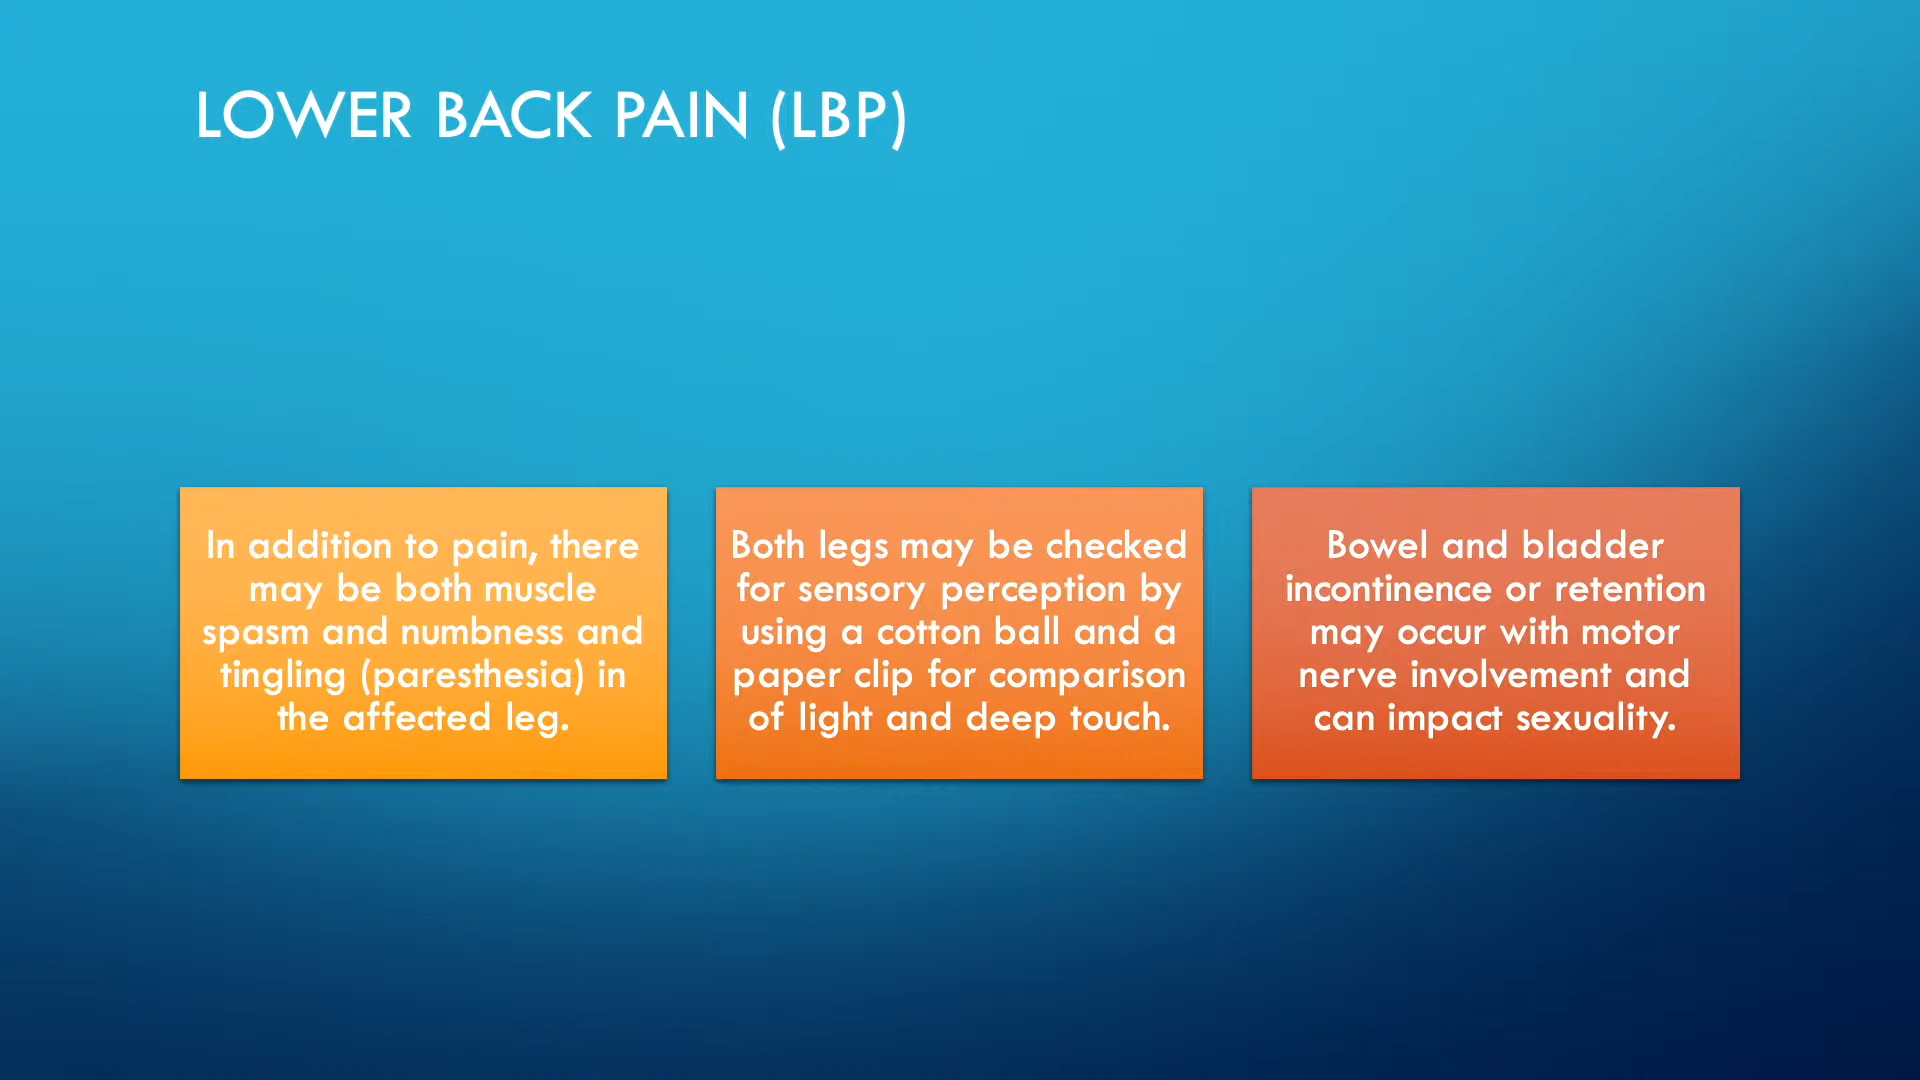 LOWER BACK PAIN (LBP)
In addition to pain, there
may be both muscle
spasm and numbness and
tingling (paresthesia) in
the affected leg.
Both legs may be checked
for sensory perception by
using a cotton ball and a
paper clip for comparison
of light and deep touch.
Bowel and bladder
incontinence or retention
may occur with motor
nerve involvement and
can impact sexuality.